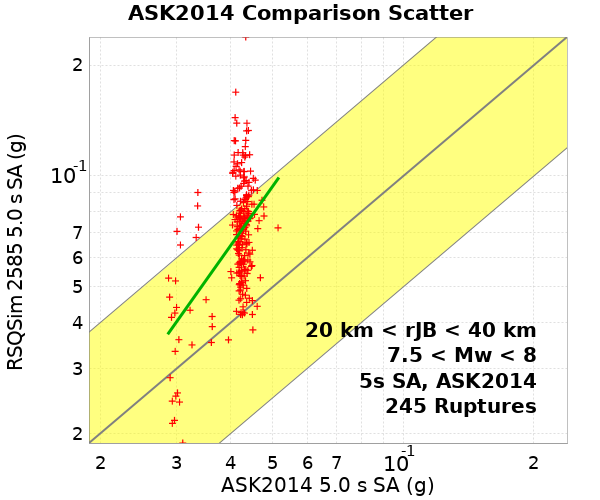 ASK2014 Comparison Scatter
RSQSim 2585 5.0 s SA (g)
2
10-1
7
6
5
4
3
2
20 km < rJB < 40 km
7.5 < Mw < 8
5s SA, ASK2014
245 Ruptures
2 3 4 5 6 7 10-1 2
ASK2014 5.0 s SA (g)